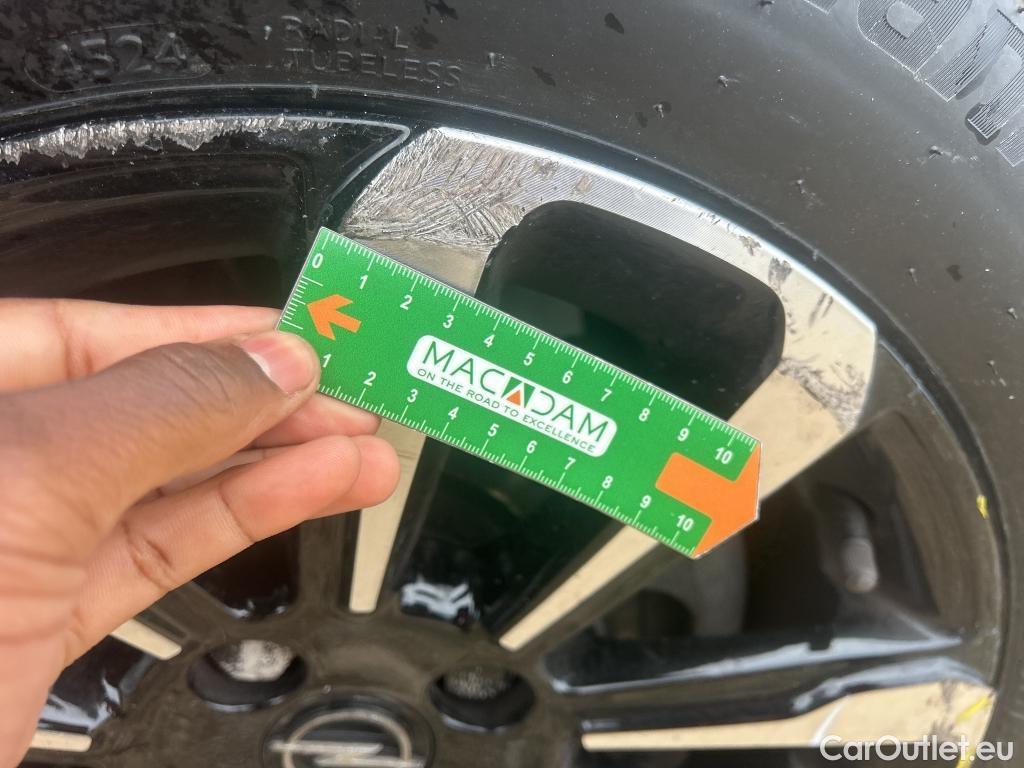 4524
RADIAL
TUBELESS
0 1 2 3 4 5 6 7 8 9 10
MACADAM
ON THE ROAD TO EXCELLENCE
1 2 3 4 5 6 7 8 9 10
CarOutlet.eu